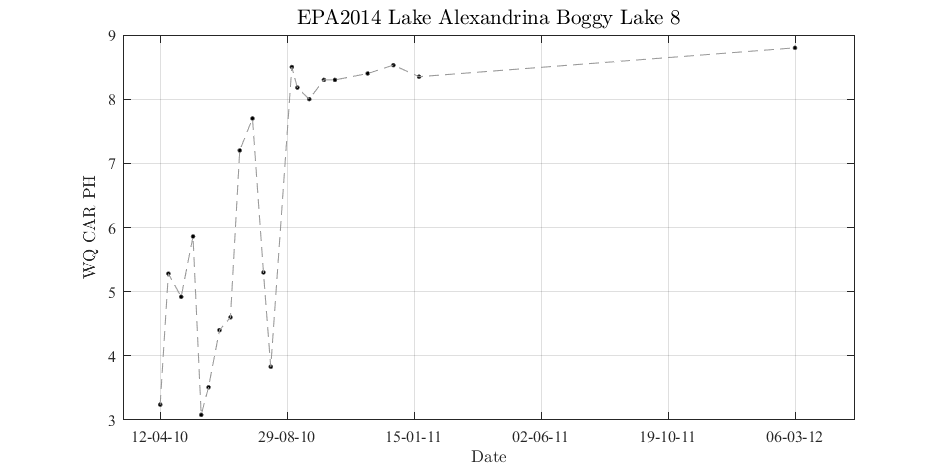 EPA2014 Lake Alexandrina Boggy Lake 8
9
8
7
6
5
4
3
WQ CAR PH
12-04-10 29-08-10 15-01-11 02-06-11 19-10-11 06-03-12
Date